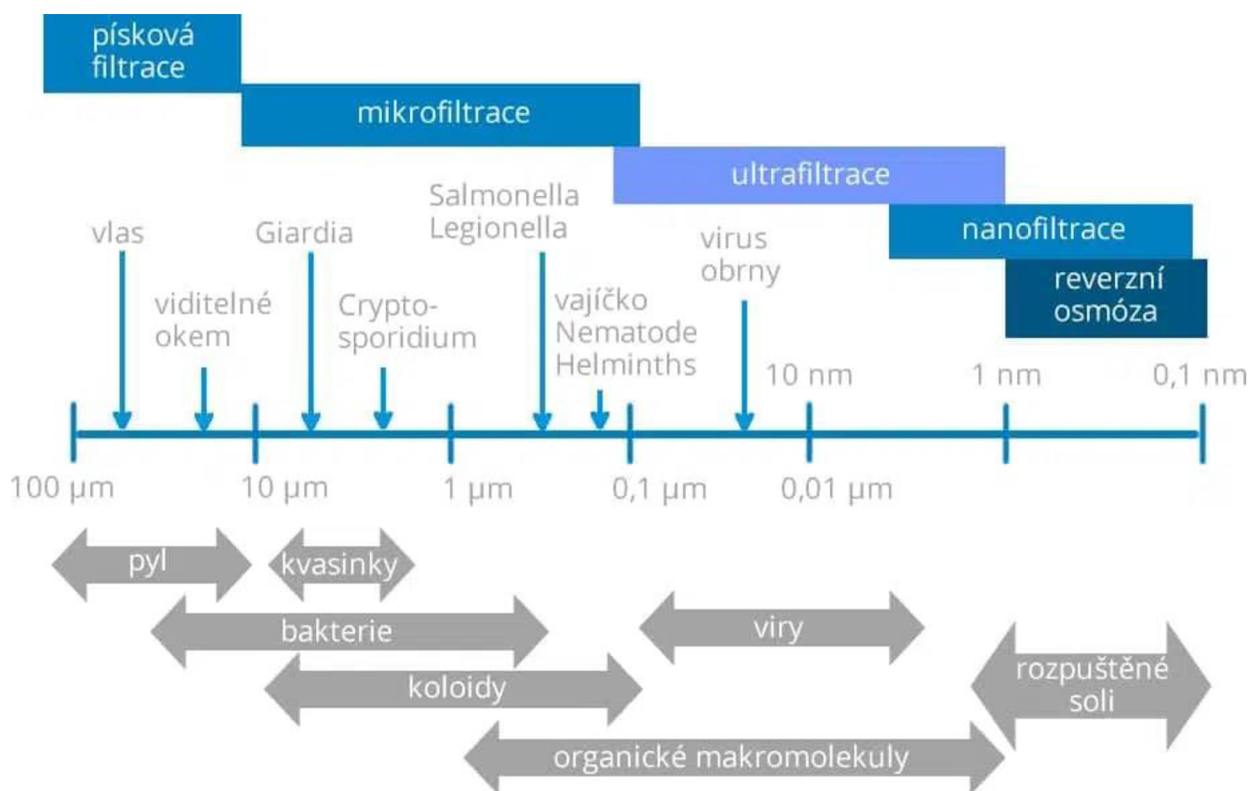 písková
filtrace
mikrofiltrace
ultrafiltrace
nanofiltrace
reverzní
osmóza
vlas
viditelné
okem
Giardia
Crypto-
sporidium
Salmonella
Legionella
vajíčko
Nematode
Helminths
virus
obrny
10 nm
1 nm
0,1 nm
100 µm
10 µm
1 µm
0,1 µm
0,01 µm
pyl
kvasinky
bakterie
viry
koloidy
rozpuštěné
soli
organické makromolekuly